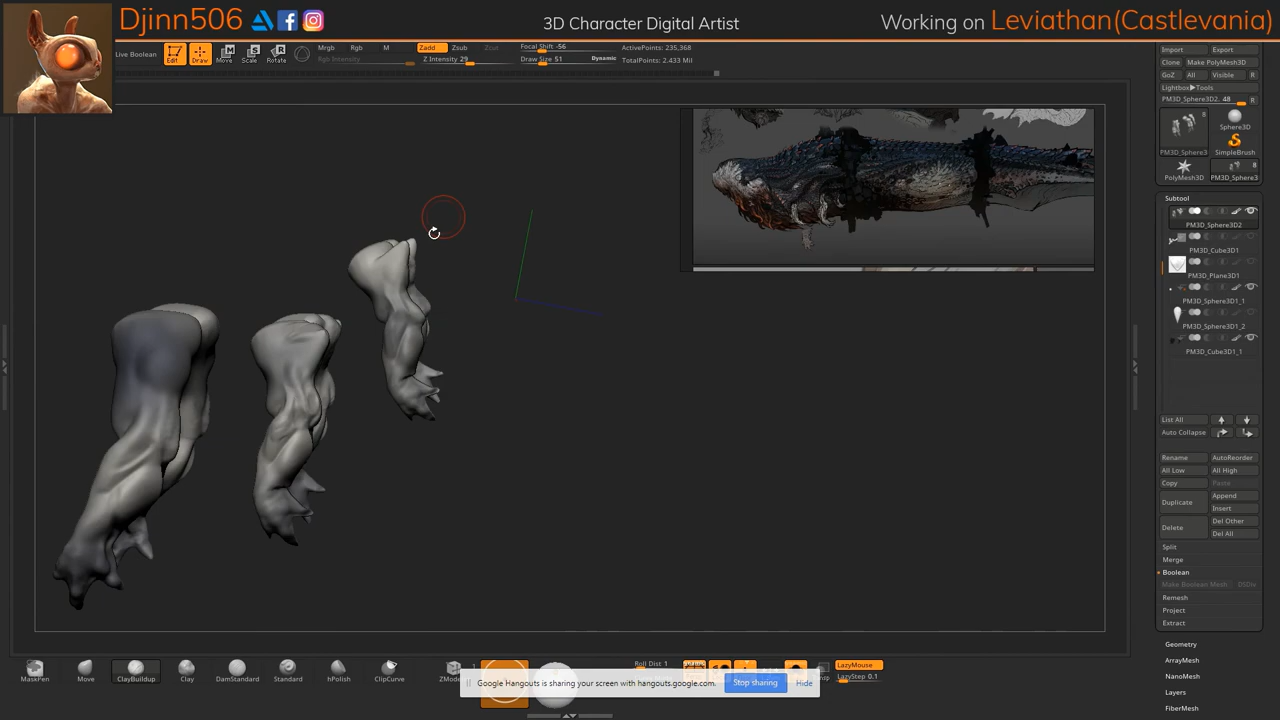 Djinn506
3D Character Digital Artist
Working on Leviathan(Castlevania)
Live Boolean
Edit
Draw
Move
Scale
Rotate
Mrgb
Rgb
M
Zadd
Zsub
Zcut
Rgb Intensity
Z Intensity 29
Focal Shift -56
Draw Size 51
Dynamic
ActivePoints: 235,368
TotalPoints: 2.433 Mil
Import
Export
Clone
Make PolyMesh3D
GoZ
All
Visible
R
Lightbox▶Tools
PM3D_Sphere3D2. 48
R
8
PM3D_Sphere3
Sphere3D
SimpleBrush
PolyMesh3D
8
PM3D_Sphere3
Subtool
PM3D_Sphere3D2
PM3D_Cube3D1
PM3D_Plane3D1
PM3D_Sphere3D1_1
PM3D_Sphere3D1_2
PM3D_Cube3D1_1
List All
Auto Collapse
Rename
AutoReorder
All Low
All High
Copy
Paste
Duplicate
Append
Insert
Delete
Del Other
Del All
Split
Merge
Boolean
Make Boolean Mesh
DSDiv
Remesh
Project
Extract
Geometry
ArrayMesh
NanoMesh
Layers
FiberMesh
MaskPen
Move
ClayBuildup
Clay
DamStandard
Standard
hPolish
ClipCurve
Roll Dist 1
LazyMouse
LazyStep 0.1
Google Hangouts is sharing your screen with hangouts.google.com.
Stop sharing
Hide